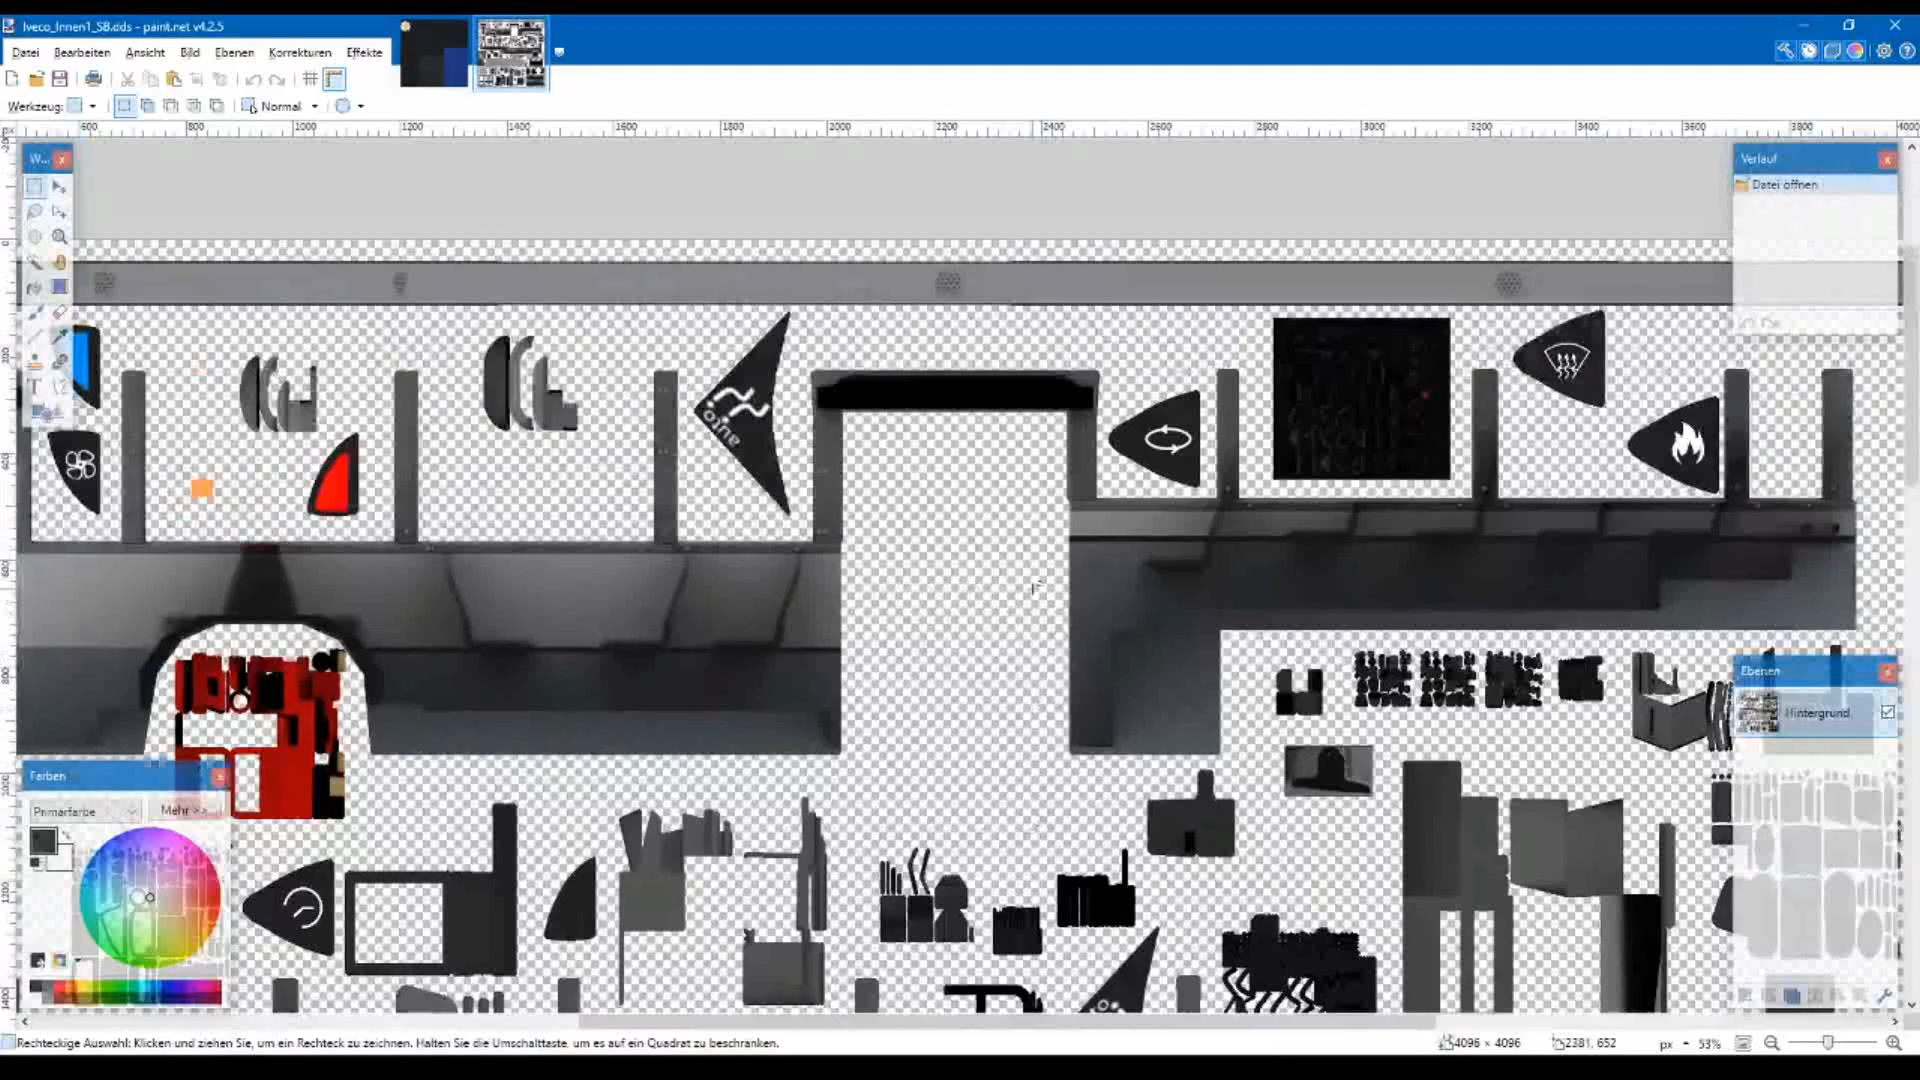 Iveco_Innen1_SB.dds - paint.net v4.2.5
Datei Bearbeiten Ansicht Bild Ebenen Korrekturen Effekte
Werkzeug: Normal
px 600 800 1000 1200 1400 1600 1800 2000 2200 2400 2600 2800 3000 3200 3400 3600 3800 4000
W...
Verlauf
Datei öffnen
auto
Ebenen
Hintergrund
Farben
Primärfarbe Mehr >>
Rechteckige Auswahl: Klicken und ziehen Sie, um ein Rechteck zu zeichnen. Halten Sie die Umschalttaste, um es auf ein Quadrat zu beschränken.
4096 × 4096 2381, 652 px 53%